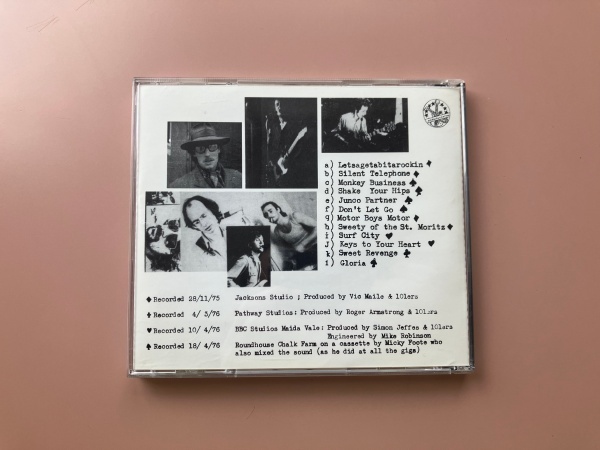 a) Letsagetabitarockin ♦
b) Silent Telephone ♦
c) Monkey Business ♠
d) Shake Your Hips ♠
e) Junco Partner ♠
f) Don't Let Go ♠
g) Motor Boys Motor ♦
h) Sweety of the St. Moritz ♦
i) Surf City ♥
J) Keys to Your Heart ♥
k) Sweet Revenge ♠
l) Gloria ♠
♦ Recorded 28/11/75 Jacksons Studio ; Produced by Vic Maile & 101ers
Recorded 4/ 3/76 Pathway Studios: Produced by Roger Armstrong & 101ers
♥ Recorded 10/ 4/76 BBC Studios Maida Vale: Produced by Simon Jeffes & 101ers
Engineered by Mike Robinson
♠ Recorded 18/ 4/76 Roundhouse Chalk Farm on a cassette by Micky Foote who
also mixed the sound (as he did at all the gigs)